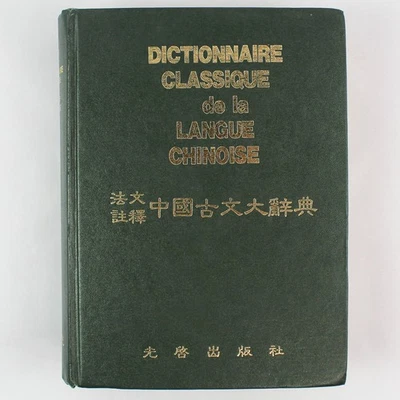 DICTIONNAIRE
CLASSIQUE
de la
LANGUE
CHINOISE
法文
註釋 中國古文大辭典
光啓出版社